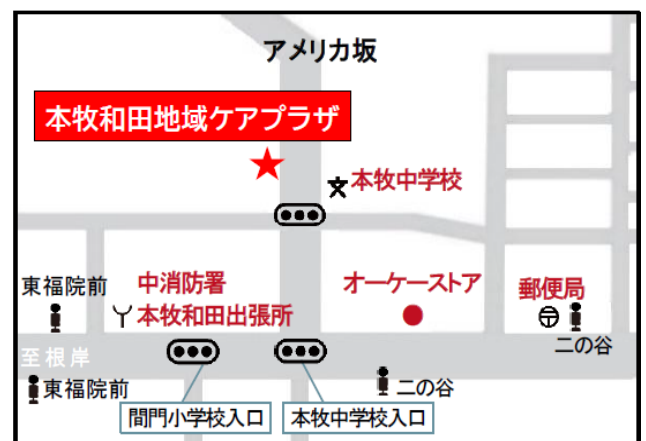 アメリカ坂
本牧和田地域ケアプラザ
本牧中学校
東福院前
中消防署
本牧和田出張所
オーケーストア
郵便局
二の谷
至根岸
東福院前
二の谷
間門小学校入口
本牧中学校入口